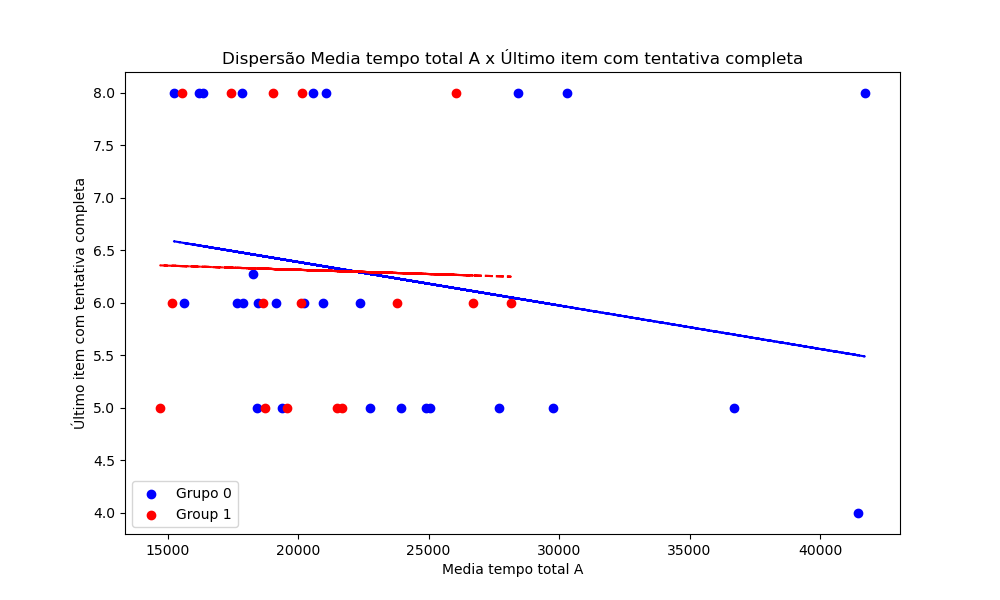 Dispersão Media tempo total A x Último item com tentativa completa
Último item com tentativa completa
8.0
7.5
7.0
6.5
6.0
5.5
5.0
4.5
4.0
Grupo 0
Group 1
15000 20000 25000 30000 35000 40000
Media tempo total A